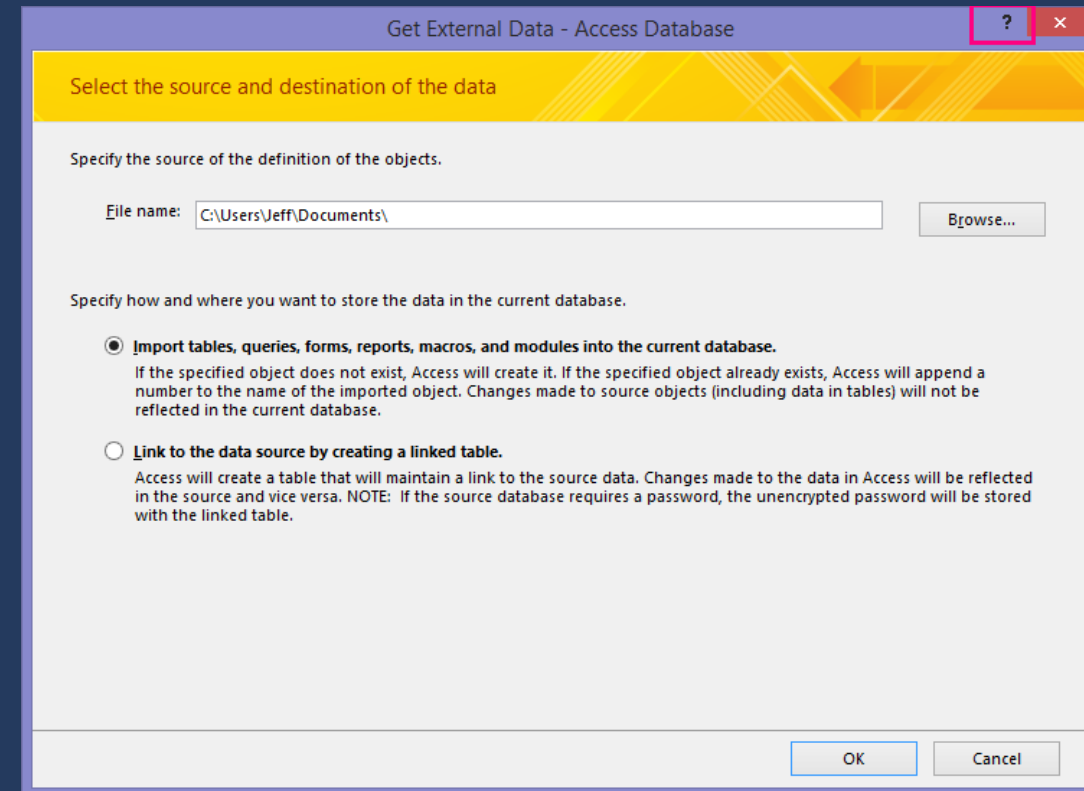 Get External Data - Access Database
?
×
Select the source and destination of the data
Specify the source of the definition of the objects.
File name: C:\Users\Jeff\Documents\ Browse...
Specify how and where you want to store the data in the current database.
Import tables, queries, forms, reports, macros, and modules into the current database.
If the specified object does not exist, Access will create it. If the specified object already exists, Access will append a
number to the name of the imported object. Changes made to source objects (including data in tables) will not be
reflected in the current database.
Link to the data source by creating a linked table.
Access will create a table that will maintain a link to the source data. Changes made to the data in Access will be reflected
in the source and vice versa. NOTE:  If the source database requires a password, the unencrypted password will be stored
with the linked table.
OK Cancel